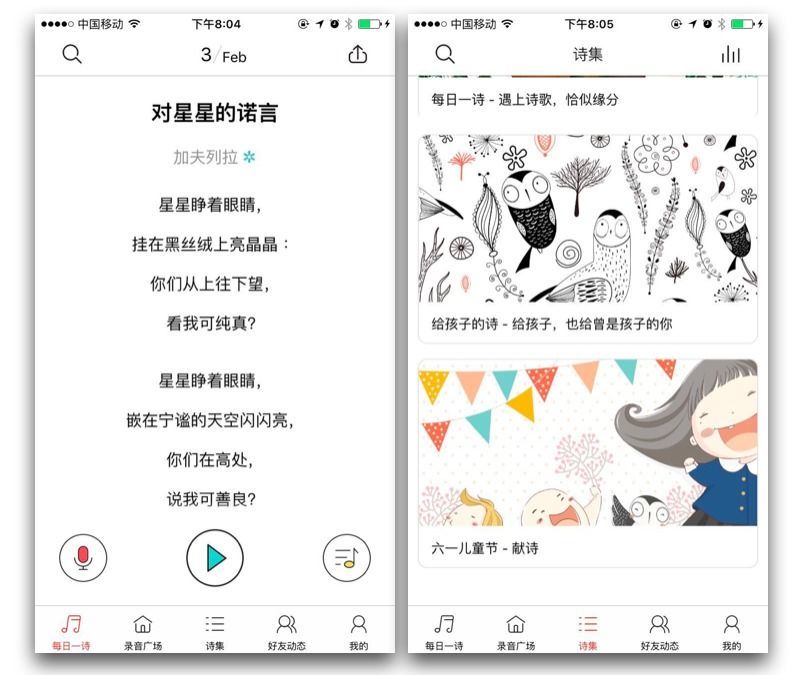 中国移动
下午8:04
3/Feb
对星星的诺言
加夫列拉
星星睁着眼睛,
挂在黑丝绒上亮晶晶：
你们从上往下望,
看我可纯真?
星星睁着眼睛,
嵌在宁谧的天空闪闪亮,
你们在高处,
说我可善良?
每日一诗
录音广场
诗集
好友动态
我的
中国移动
下午8:05
诗集
每日一诗 - 遇上诗歌，恰似缘分
给孩子的诗 - 给孩子，也给曾是孩子的你
六一儿童节 - 献诗
每日一诗
录音广场
诗集
好友动态
我的